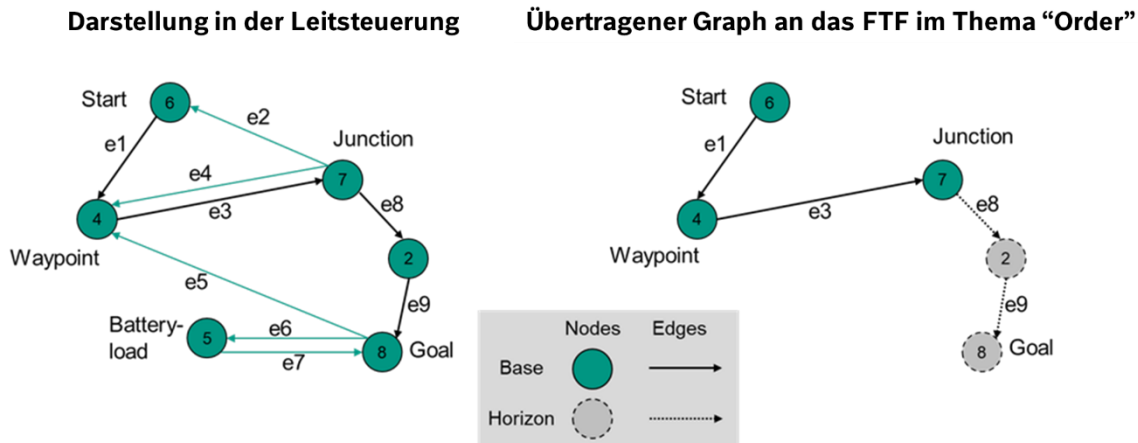 Darstellung in der Leitsteuerung
Übertragener Graph an das FTF im Thema “Order”
Start
6
e1
e2
Junction
e4
7
e3
4
Waypoint
e8
2
e5
e9
Battery-
load
5
e6
e7
8
Goal
Start
6
e1
Junction
7
e3
4
Waypoint
e8
2
e9
8
Goal
Nodes
Edges
Base
Horizon